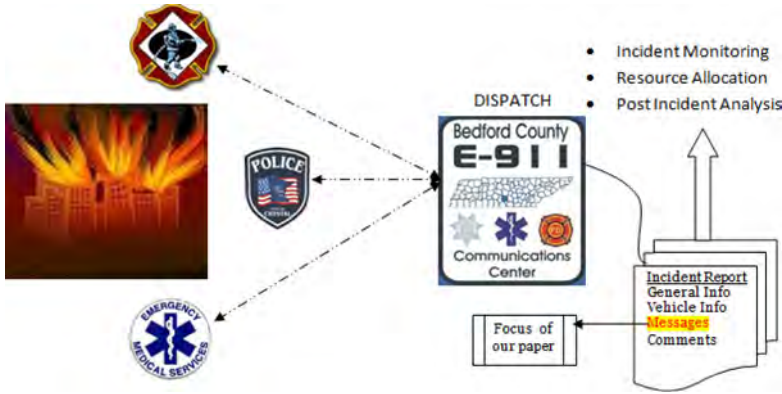 • Incident Monitoring
• Resource Allocation
• Post Incident Analysis
DISPATCH
Bedford County
E-911
Communications
Center
POLICE
CRYSTAL
EMERGENCY
MEDICAL SERVICES
Incident Report
General Info
Vehicle Info
Messages
Comments
Focus of
our paper